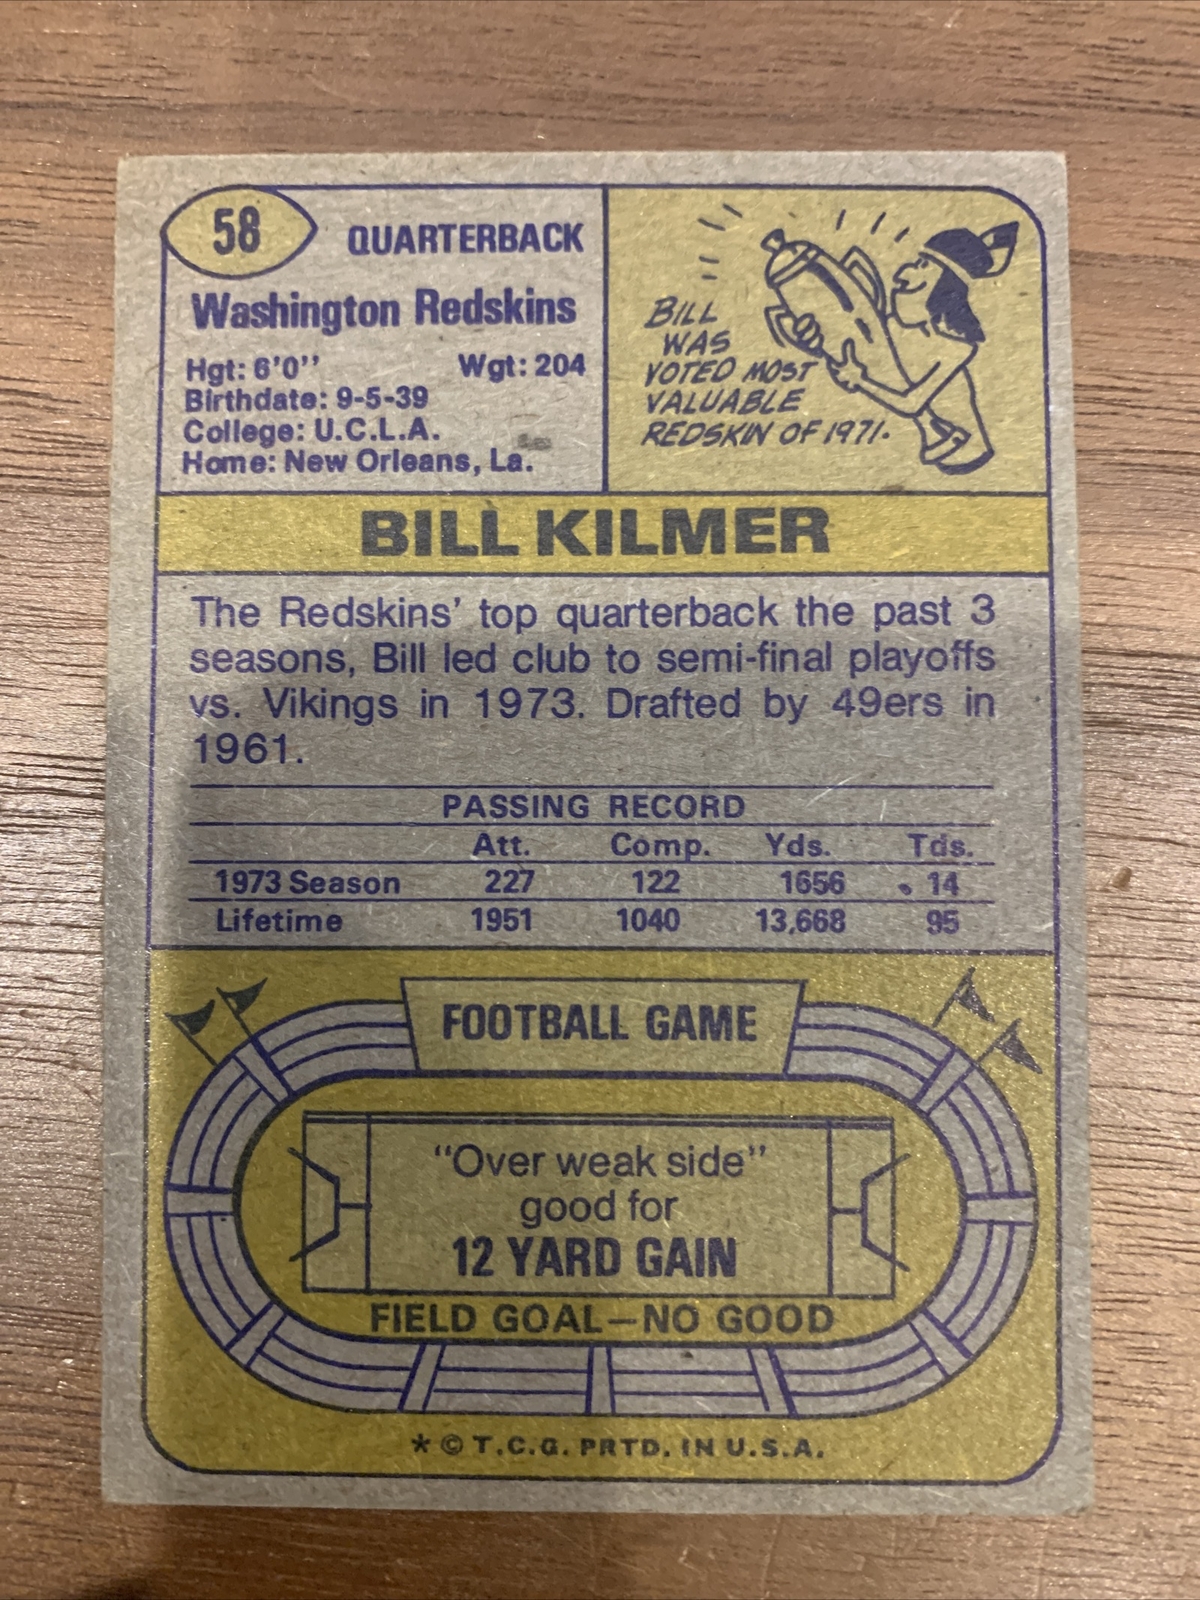 58 QUARTERBACK
Washington Redskins
Hgt: 6'0" Wgt: 204
Birthdate: 9-5-39
College: U.C.L.A.
Home: New Orleans, La.
BILL
WAS
VOTED MOST
VALUABLE
REDSKIN OF 1971.
BILL KILMER
The Redskins' top quarterback the past 3
seasons, Bill led club to semi-final playoffs
vs. Vikings in 1973. Drafted by 49ers in
1961.
PASSING RECORD
Att. Comp. Yds. Tds.
1973 Season 227 122 1656 14
Lifetime 1951 1040 13,668 95
FOOTBALL GAME
"Over weak side"
good for
12 YARD GAIN
FIELD GOAL—NO GOOD
* © T.C.G. PRTD. IN U.S.A.